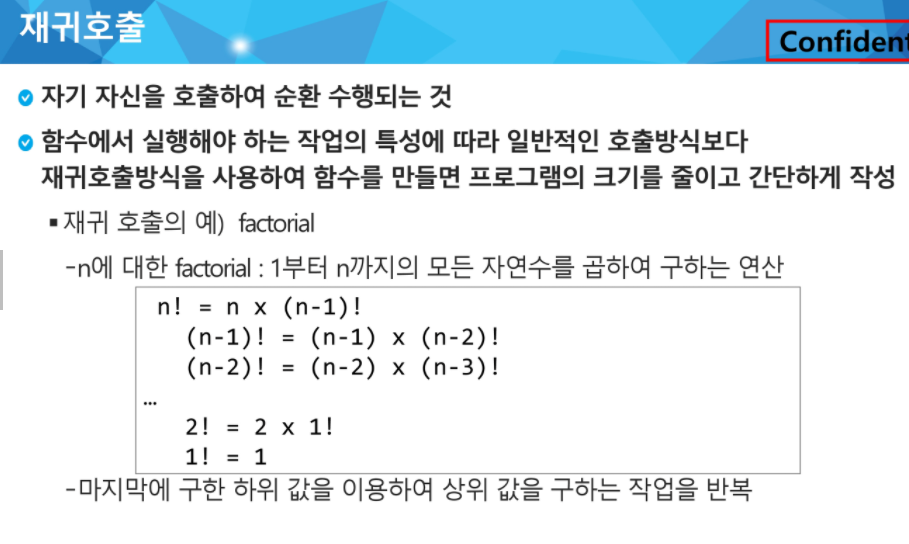 재귀호출
Confident
자기 자신을 호출하여 순환 수행되는 것
함수에서 실행해야 하는 작업의 특성에 따라 일반적인 호출방식보다
재귀호출방식을 사용하여 함수를 만들면 프로그램의 크기를 줄이고 간단하게 작성
▪재귀 호출의 예) factorial
-n에 대한 factorial : 1부터 n까지의 모든 자연수를 곱하여 구하는 연산
n! = n x (n-1)!
(n-1)! = (n-1) x (n-2)!
(n-2)! = (n-2) x (n-3)!
…
2! = 2 x 1!
1! = 1
-마지막에 구한 하위 값을 이용하여 상위 값을 구하는 작업을 반복